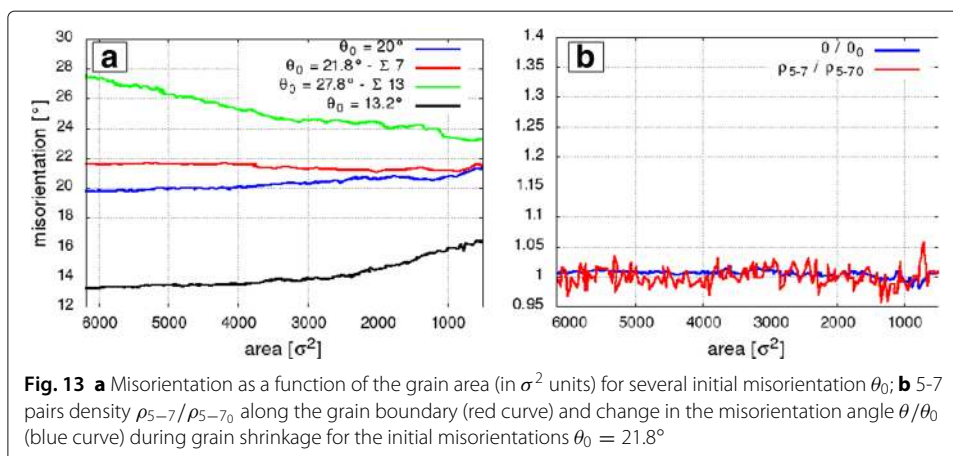 a
30
28
26
24
22
20
18
16
14
12
misorientation [°]
θ0 = 20°
θ0 = 21.8° - Σ 7
θ0 = 27.8° - Σ 13
θ0 = 13.2°
6000 5000 4000 3000 2000 1000
area [σ²]
b
1.4
1.35
1.3
1.25
1.2
1.15
1.1
1.05
1
0.95
θ / θ0
ρ5-7 / ρ5-70
6000 5000 4000 3000 2000 1000
area [σ²]
Fig. 13 a Misorientation as a function of the grain area (in σ² units) for several initial misorientation θ0; b 5-7
pairs density ρ5−7/ρ5−70 along the grain boundary (red curve) and change in the misorientation angle θ/θ0
(blue curve) during grain shrinkage for the initial misorientations θ0 = 21.8°